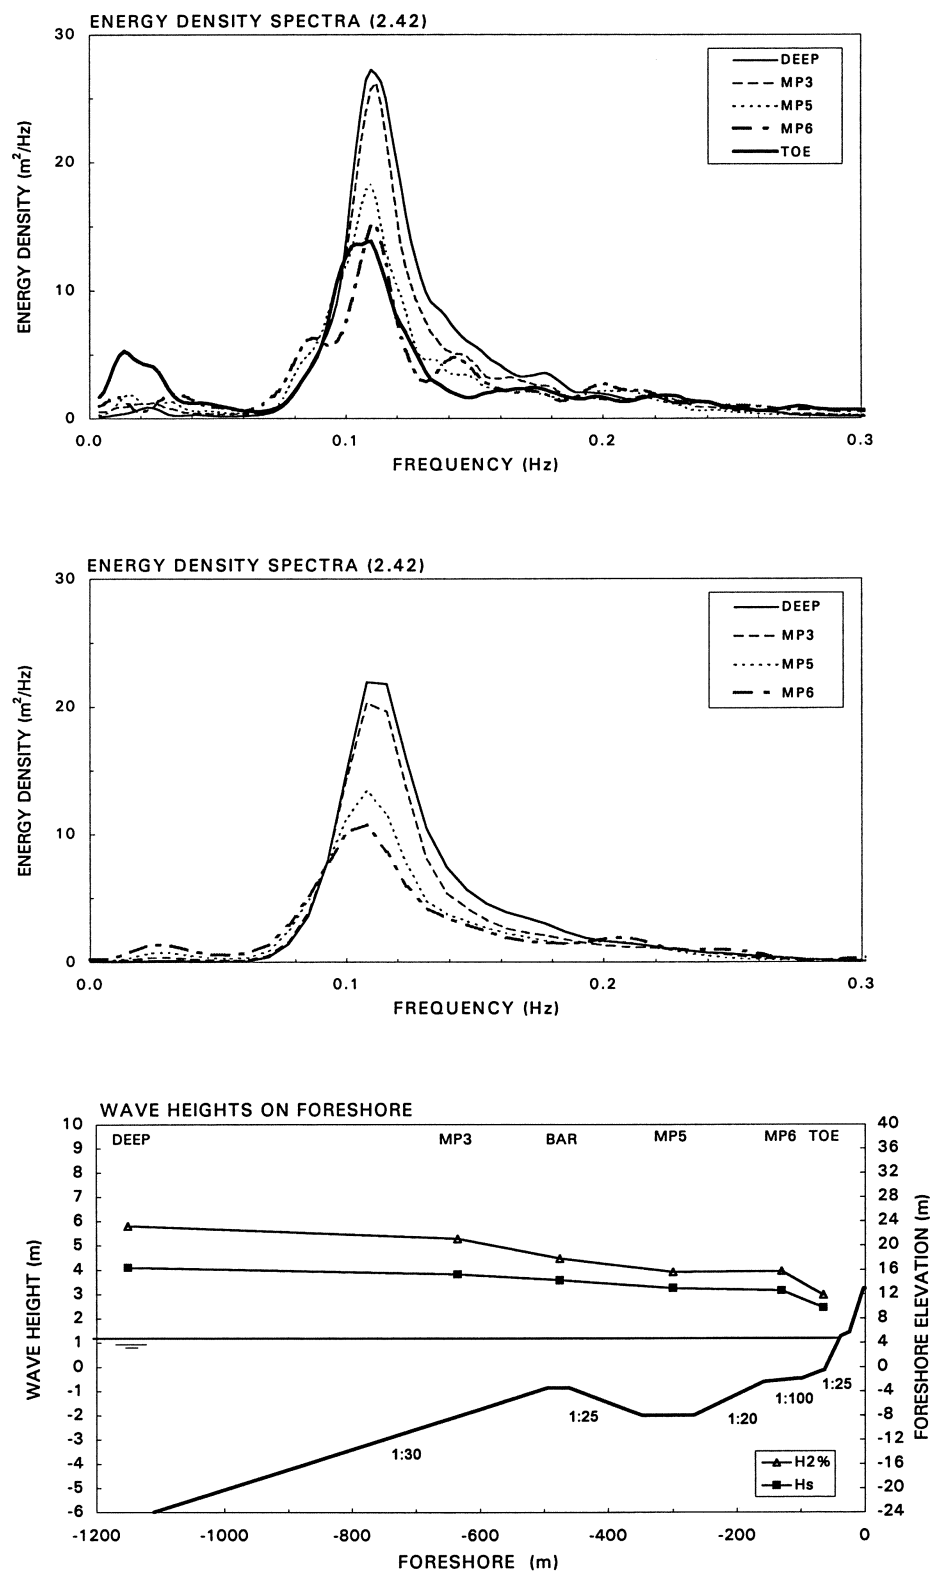 ENERGY DENSITY SPECTRA (2.42)
30
20
10
0
ENERGY DENSITY (m²/Hz)
DEEP
MP3
MP5
MP6
TOE
0.0 0.1 0.2 0.3
FREQUENCY (Hz)
ENERGY DENSITY SPECTRA (2.42)
30
20
10
0
ENERGY DENSITY (m²/Hz)
DEEP
MP3
MP5
MP6
0.0 0.1 0.2 0.3
FREQUENCY (Hz)
WAVE HEIGHTS ON FORESHORE
DEEP MP3 BAR MP5 MP6 TOE
10
9
8
7
6
5
4
3
2
1
0
-1
-2
-3
-4
-5
-6
WAVE HEIGHT (m)
40
36
32
28
24
20
16
12
8
4
0
-4
-8
-12
-16
-20
-24
FORESHORE ELEVATION (m)
1:30
1:25
1:20
1:100
1:25
H2%
Hs
-1200 -1000 -800 -600 -400 -200 0
FORESHORE (m)